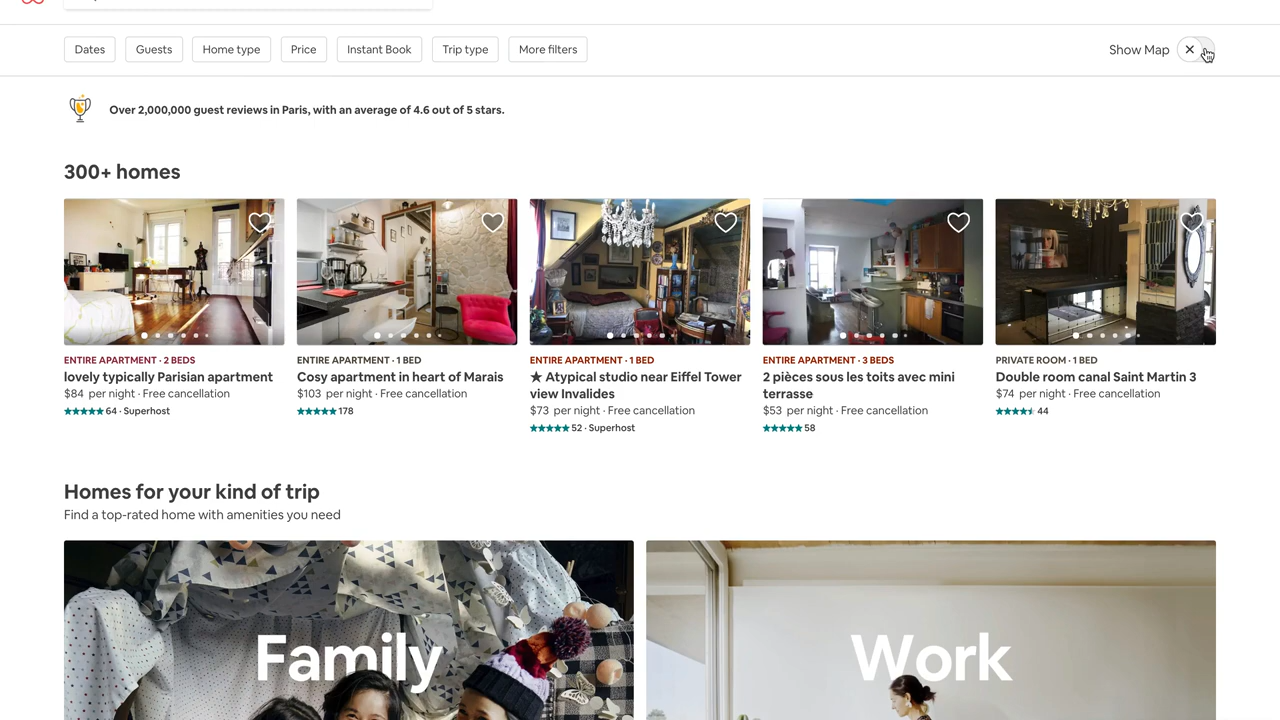 Dates
Guests
Home type
Price
Instant Book
Trip type
More filters
Show Map
Over 2,000,000 guest reviews in Paris, with an average of 4.6 out of 5 stars.
300+ homes
ENTIRE APARTMENT · 2 BEDS
lovely typically Parisian apartment
$84 per night · Free cancellation
64 · Superhost
ENTIRE APARTMENT · 1 BED
Cosy apartment in heart of Marais
$103 per night · Free cancellation
178
ENTIRE APARTMENT · 1 BED
★ Atypical studio near Eiffel Tower
view Invalides
$73 per night · Free cancellation
52 · Superhost
ENTIRE APARTMENT · 3 BEDS
2 pièces sous les toits avec mini
terrasse
$53 per night · Free cancellation
58
PRIVATE ROOM · 1 BED
Double room canal Saint Martin 3
$74 per night · Free cancellation
44
Homes for your kind of trip
Find a top-rated home with amenities you need
Family
Work